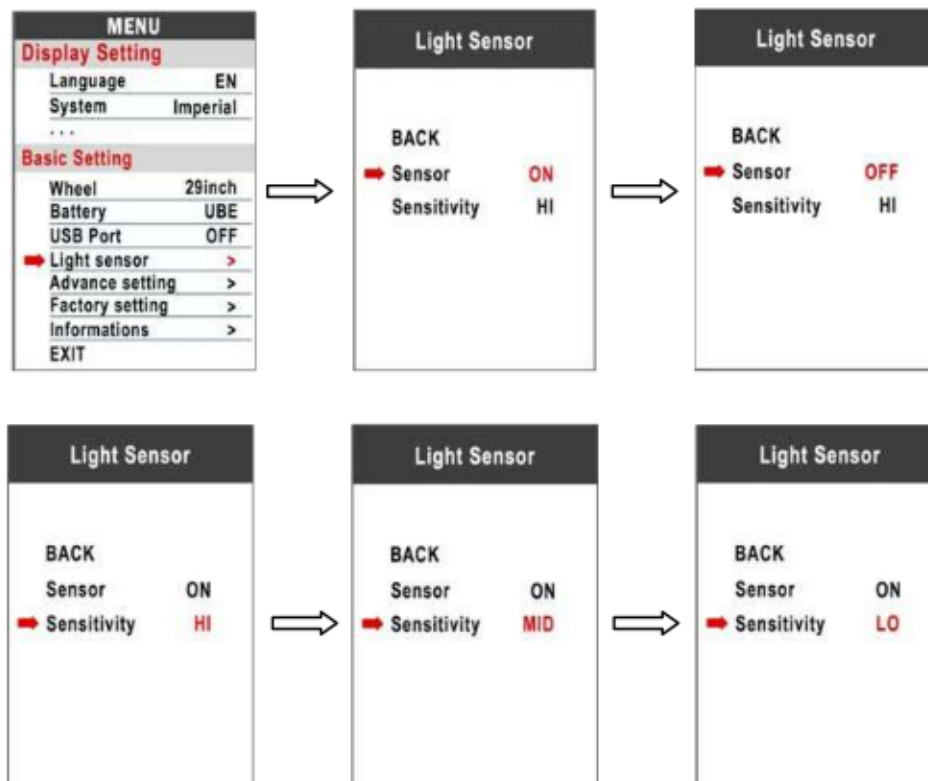 MENU
Display Setting
Language EN
System Imperial
...
Basic Setting
Wheel 29inch
Battery UBE
USB Port OFF
Light sensor >
Advance setting >
Factory setting >
Informations >
EXIT
Light Sensor
BACK
Sensor ON
Sensitivity HI
Light Sensor
BACK
Sensor OFF
Sensitivity HI
Light Sensor
BACK
Sensor ON
Sensitivity HI
Light Sensor
BACK
Sensor ON
Sensitivity MID
Light Sensor
BACK
Sensor ON
Sensitivity LO